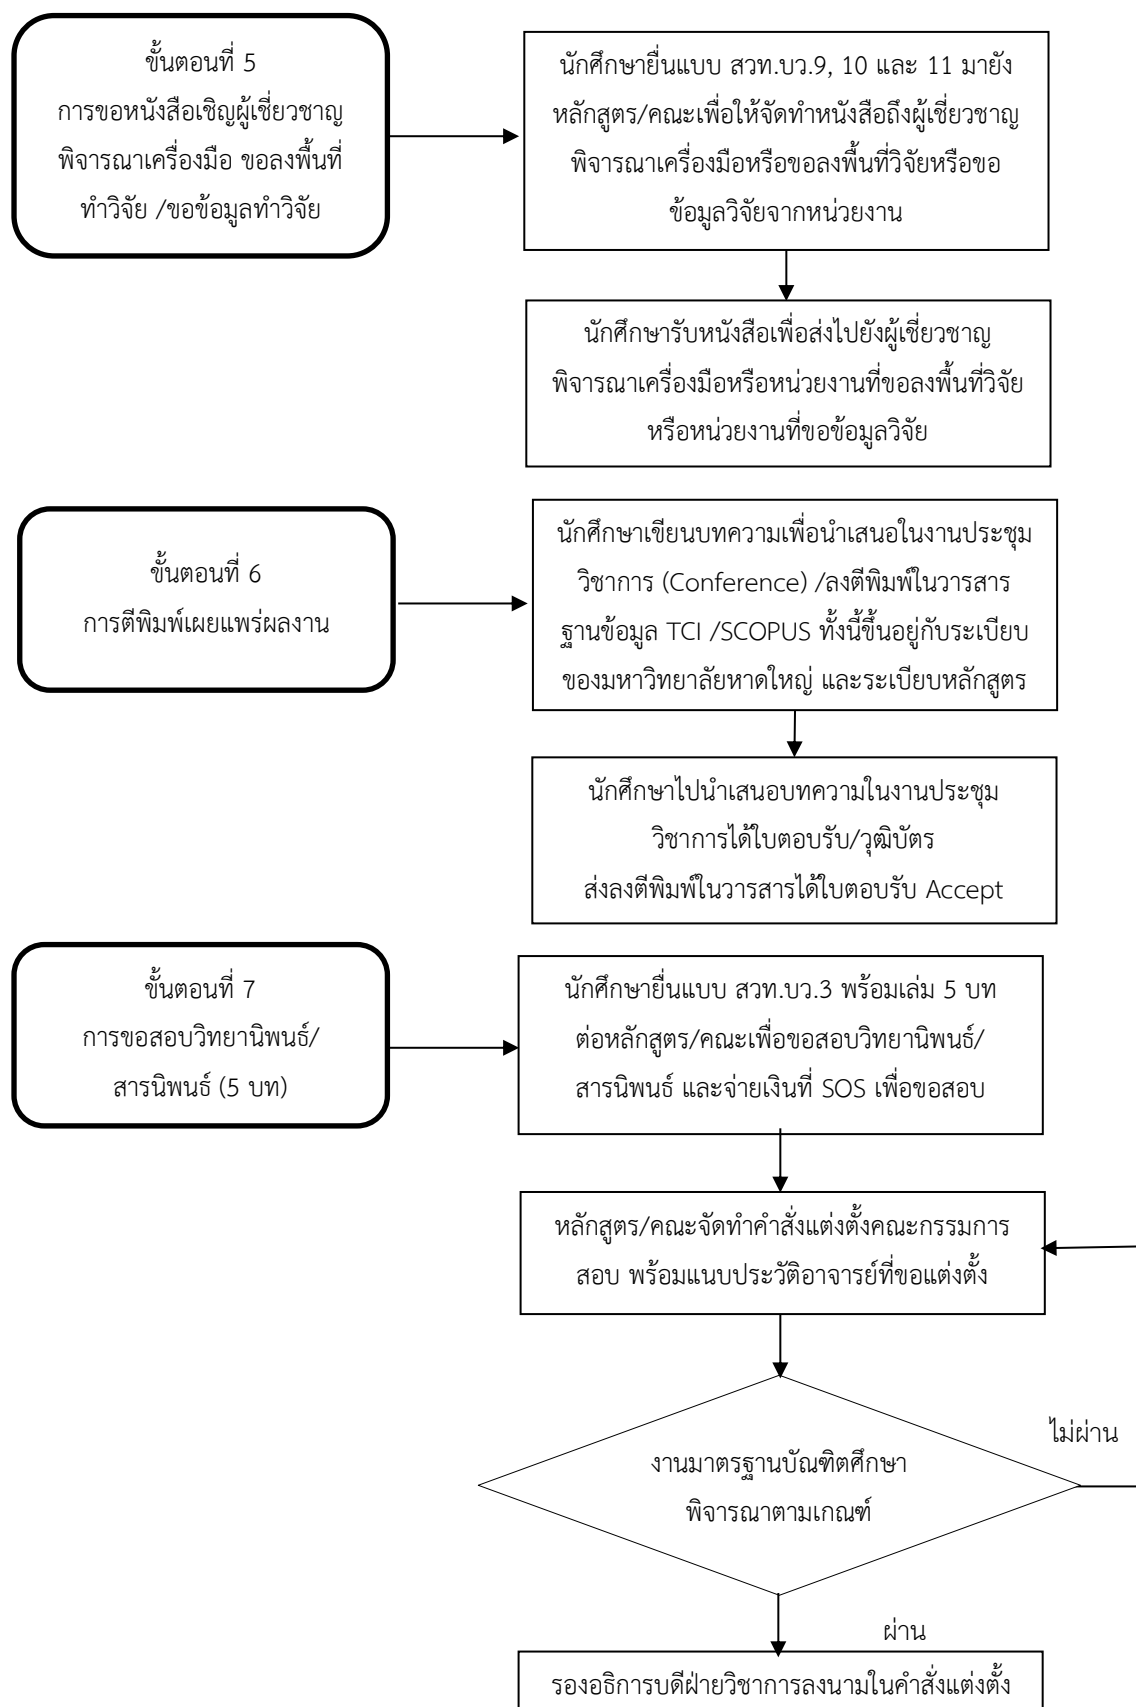 ขั้นตอนที่ 5
การขอหนังสือเชิญผู้เชี่ยวชาญ
พิจารณาเครื่องมือ ขอลงพื้นที่
ทำวิจัย /ขอข้อมูลทำวิจัย
นักศึกษายื่นแบบ สวท.บว.9, 10 และ 11 มายัง
หลักสูตร/คณะเพื่อให้จัดทำหนังสือถึงผู้เชี่ยวชาญ
พิจารณาเครื่องมือหรือขอลงพื้นที่วิจัยหรือขอ
ข้อมูลวิจัยจากหน่วยงาน
นักศึกษารับหนังสือเพื่อส่งไปยังผู้เชี่ยวชาญ
พิจารณาเครื่องมือหรือหน่วยงานที่ขอลงพื้นที่วิจัย
หรือหน่วยงานที่ขอข้อมูลวิจัย
ขั้นตอนที่ 6
การตีพิมพ์เผยแพร่ผลงาน
นักศึกษาเขียนบทความเพื่อนำเสนอในงานประชุม
วิชาการ (Conference) /ลงตีพิมพ์ในวารสาร
ฐานข้อมูล TCI /SCOPUS ทั้งนี้ขึ้นอยู่กับระเบียบ
ของมหาวิทยาลัยหาดใหญ่ และระเบียบหลักสูตร
นักศึกษาไปนำเสนอบทความในงานประชุม
วิชาการได้ใบตอบรับ/วุฒิบัตร
ส่งลงตีพิมพ์ในวารสารได้ใบตอบรับ Accept
ขั้นตอนที่ 7
การขอสอบวิทยานิพนธ์/
สารนิพนธ์ (5 บท)
นักศึกษายื่นแบบ สวท.บว.3 พร้อมเล่ม 5 บท
ต่อหลักสูตร/คณะเพื่อขอสอบวิทยานิพนธ์/
สารนิพนธ์ และจ่ายเงินที่ SOS เพื่อขอสอบ
หลักสูตร/คณะจัดทำคำสั่งแต่งตั้งคณะกรรมการ
สอบ พร้อมแนบประวัติอาจารย์ที่ขอแต่งตั้ง
ไม่ผ่าน
งานมาตรฐานบัณฑิตศึกษา
พิจารณาตามเกณฑ์
ผ่าน
รองอธิการบดีฝ่ายวิชาการลงนามในคำสั่งแต่งตั้ง